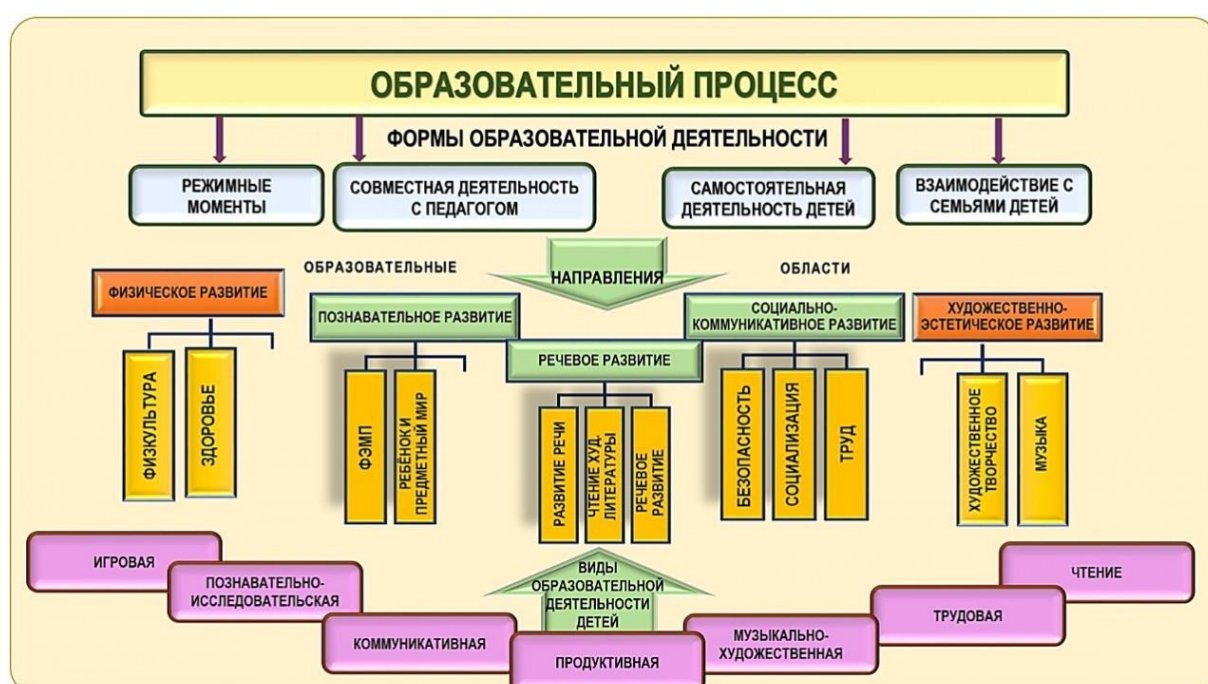 ОБРАЗОВАТЕЛЬНЫЙ ПРОЦЕСС
ФОРМЫ ОБРАЗОВАТЕЛЬНОЙ ДЕЯТЕЛЬНОСТИ
РЕЖИМНЫЕ
МОМЕНТЫ
СОВМЕСТНАЯ ДЕЯТЕЛЬНОСТЬ
С ПЕДАГОГОМ
САМОСТОЯТЕЛЬНАЯ
ДЕЯТЕЛЬНОСТЬ ДЕТЕЙ
ВЗАИМОДЕЙСТВИЕ С
СЕМЬЯМИ ДЕТЕЙ
ОБРАЗОВАТЕЛЬНЫЕ
НАПРАВЛЕНИЯ
ОБЛАСТИ
ФИЗИЧЕСКОЕ РАЗВИТИЕ
ПОЗНАВАТЕЛЬНОЕ РАЗВИТИЕ
РЕЧЕВОЕ РАЗВИТИЕ
СОЦИАЛЬНО-
КОММУНИКАТИВНОЕ РАЗВИТИЕ
ХУДОЖЕСТВЕННО-
ЭСТЕТИЧЕСКОЕ РАЗВИТИЕ
ФИЗКУЛЬТУРА
ЗДОРОВЬЕ
ФЭМП
РЕБЁНОК И
ПРЕДМЕТНЫЙ МИР
РАЗВИТИЕ РЕЧИ
ЧТЕНИЕ ХУД.
ЛИТЕРАТУРЫ
РЕЧЕВОЕ
РАЗВИТИЕ
БЕЗОПАСНОСТЬ
СОЦИАЛИЗАЦИЯ
ТРУД
ХУДОЖЕСТВЕННОЕ
ТВОРЧЕСТВО
МУЗЫКА
ВИДЫ
ОБРАЗОВАТЕЛЬНОЙ
ДЕЯТЕЛЬНОСТИ
ДЕТЕЙ
ИГРОВАЯ
ПОЗНАВАТЕЛЬНО-
ИССЛЕДОВАТЕЛЬСКАЯ
КОММУНИКАТИВНАЯ
ПРОДУКТИВНАЯ
МУЗЫКАЛЬНО-
ХУДОЖЕСТВЕННАЯ
ТРУДОВАЯ
ЧТЕНИЕ